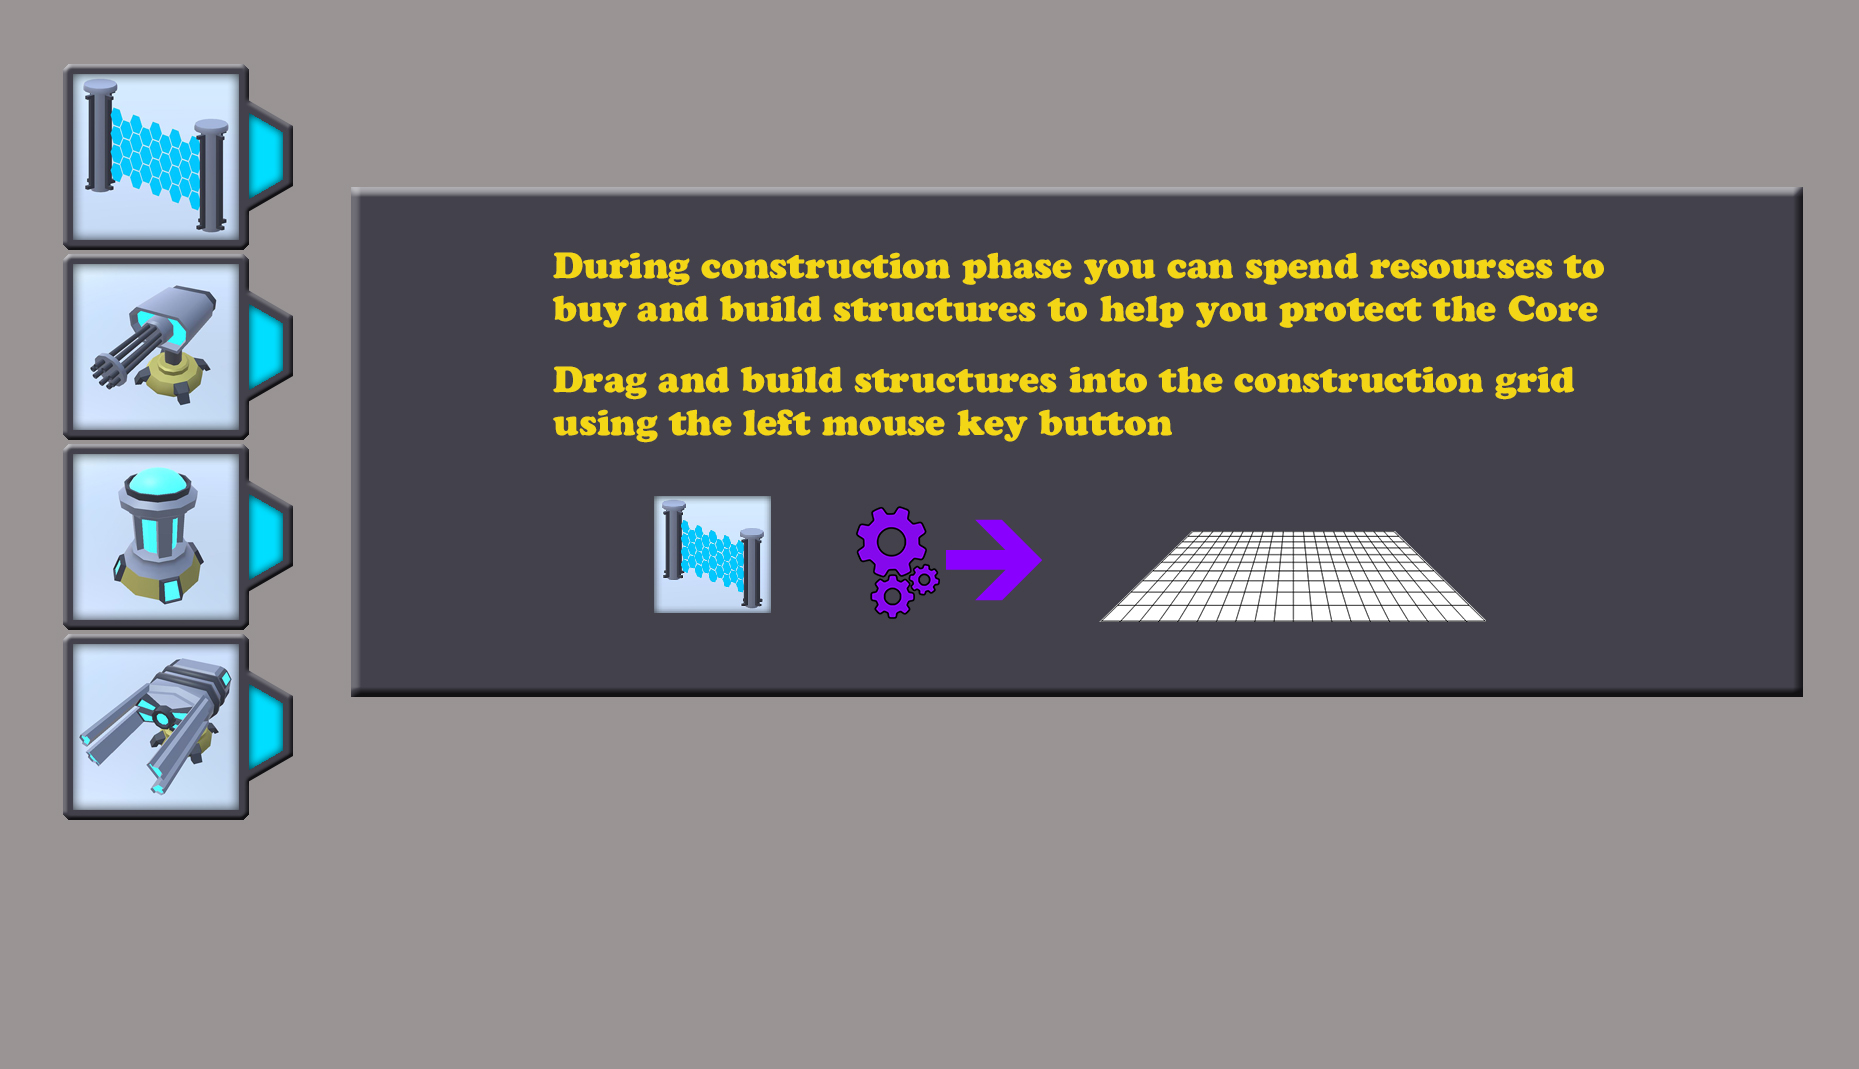 During construction phase you can spend resourses to
buy and build structures to help you protect the Core
Drag and build structures into the construction grid
using the left mouse key button